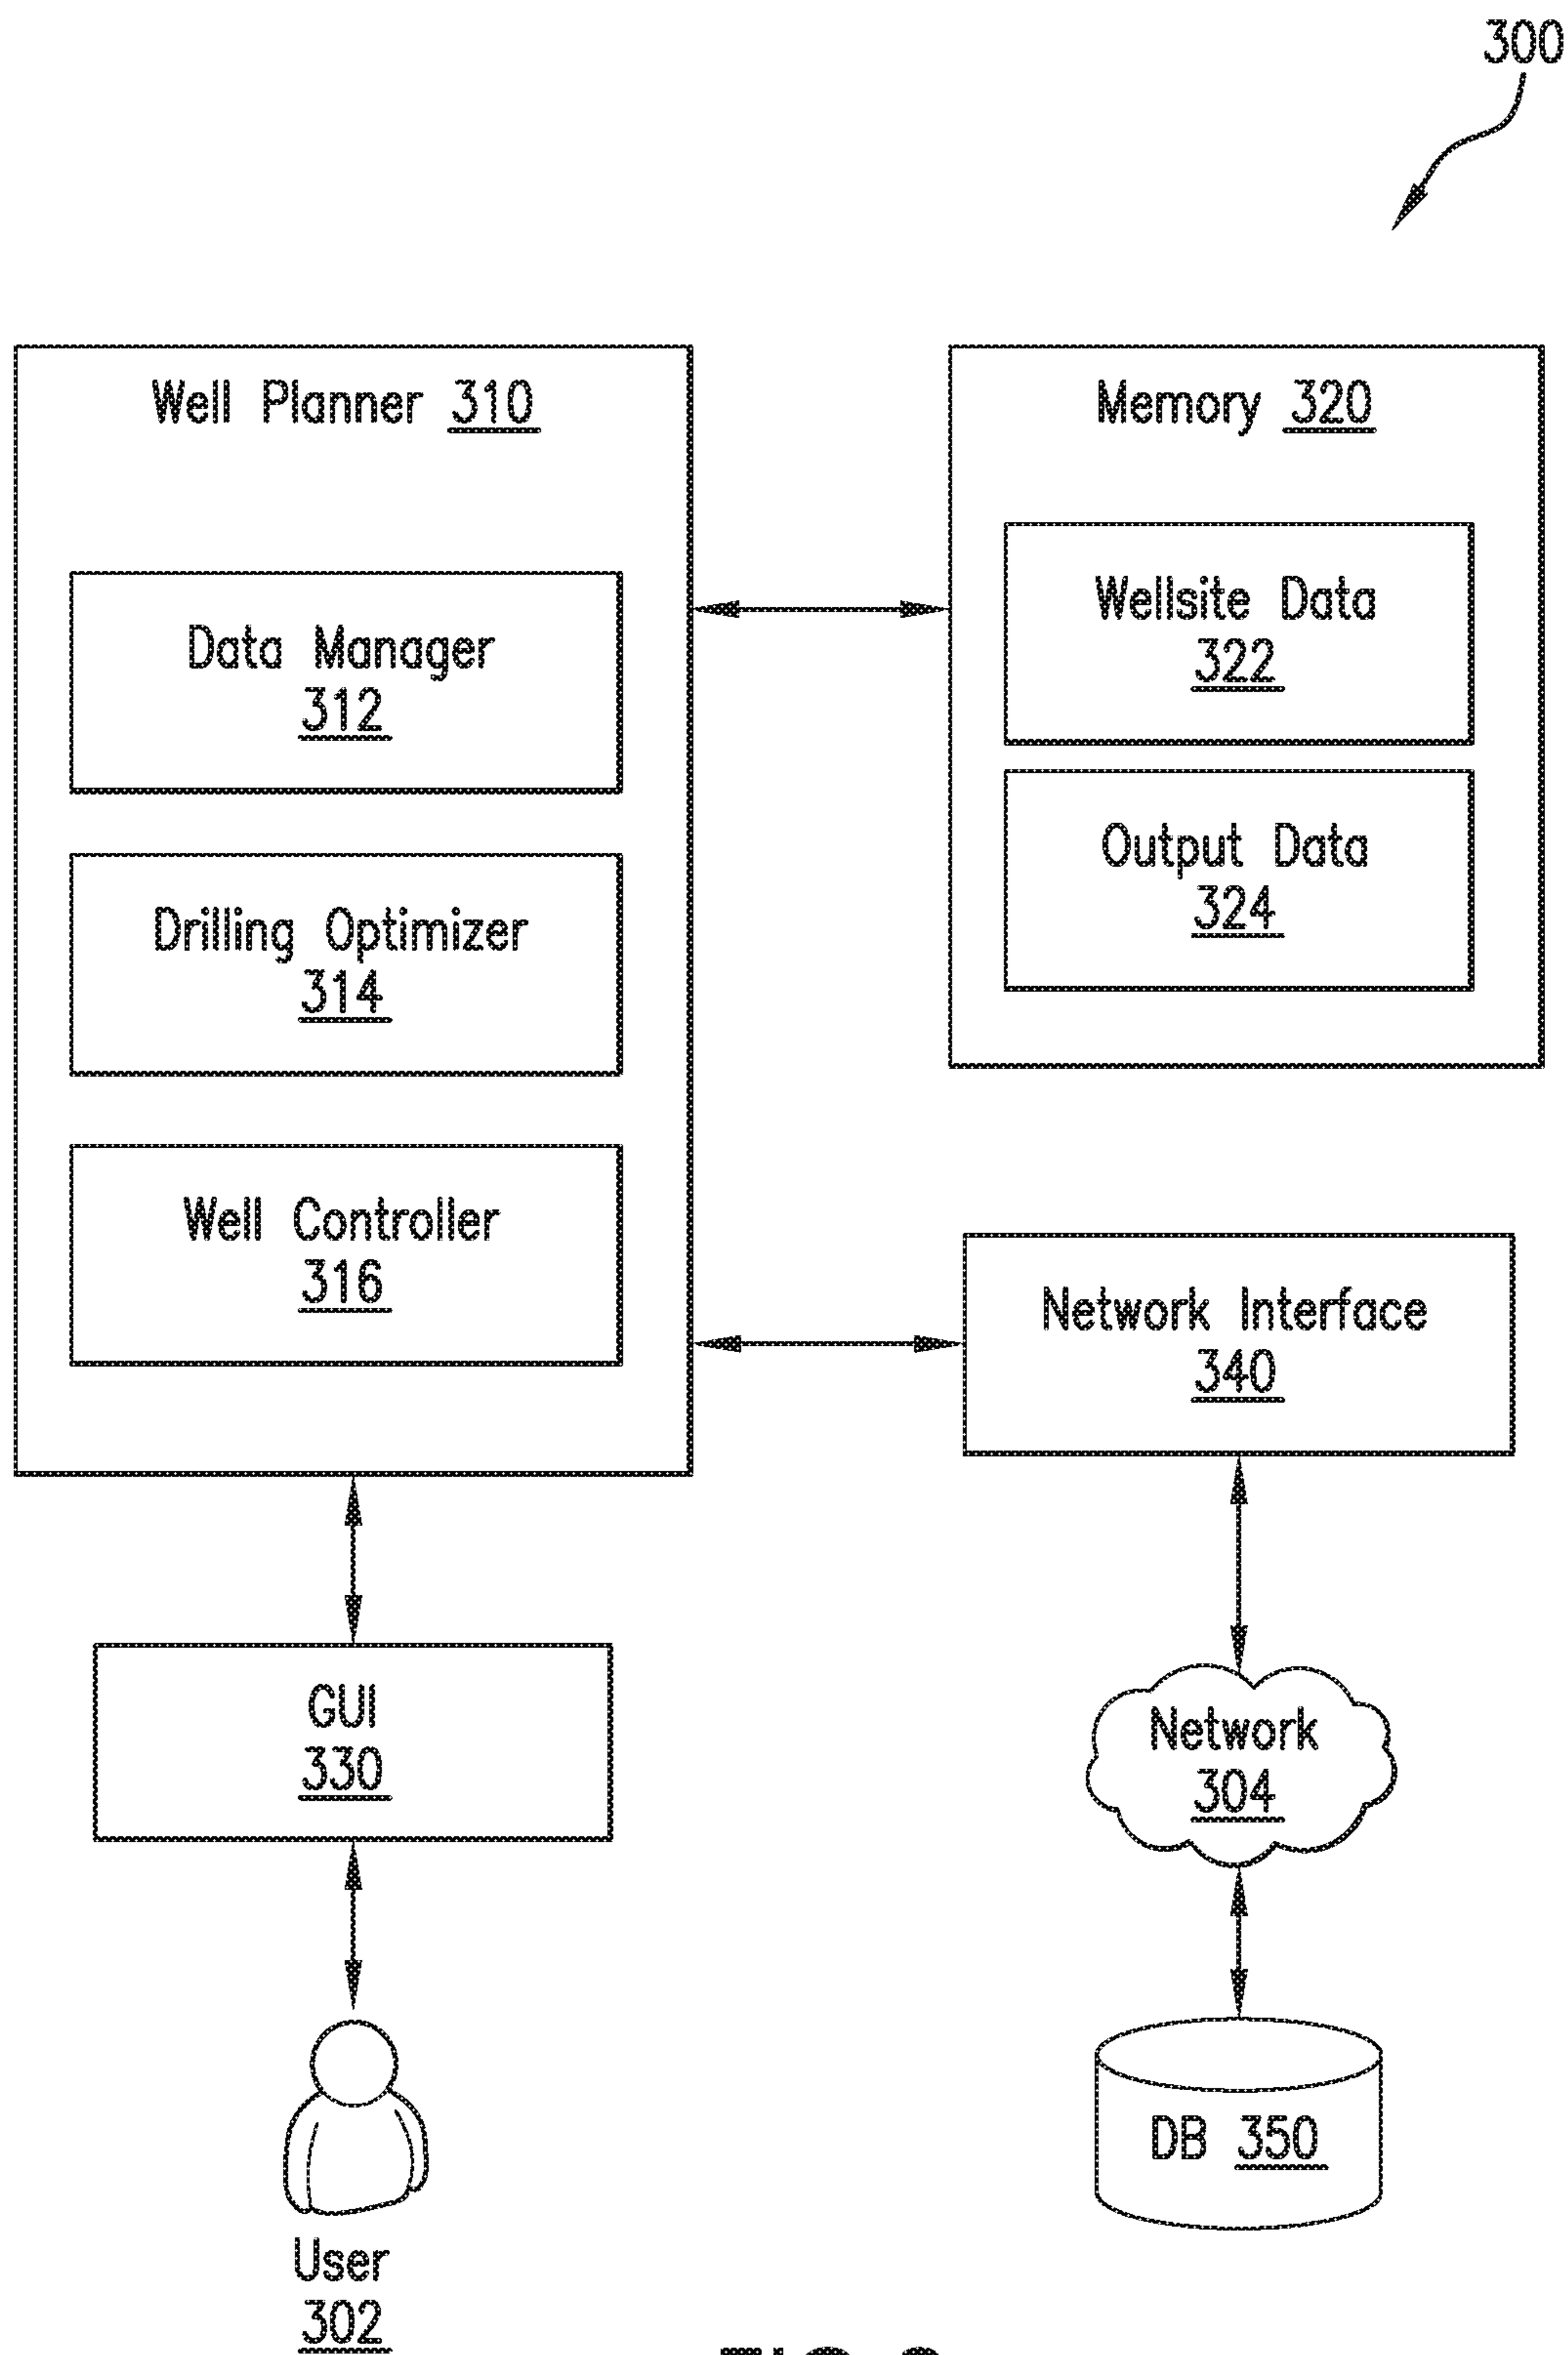 300
Well Planner 310
Data Manager
312
Drilling Optimizer
314
Well Controller
316
Memory 320
Wellsite Data
322
Output Data
324
Network Interface
340
GUI
330
Network
304
DB 350
User
302